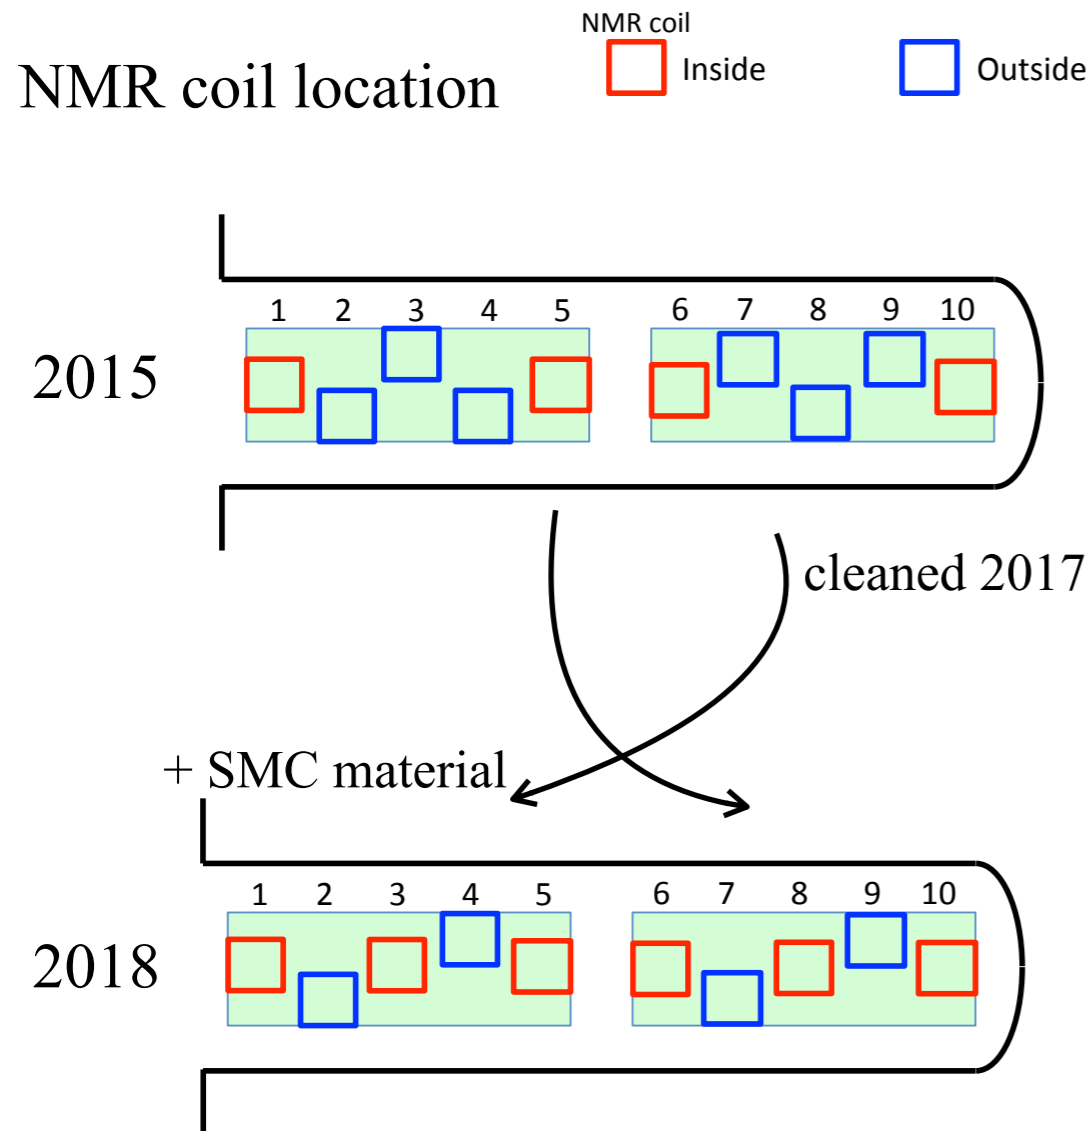 NMR coil
NMR coil location
Inside
Outside
1 2 3 4 5 6 7 8 9 10
2015
cleaned 2017
+ SMC material
1 2 3 4 5 6 7 8 9 10
2018